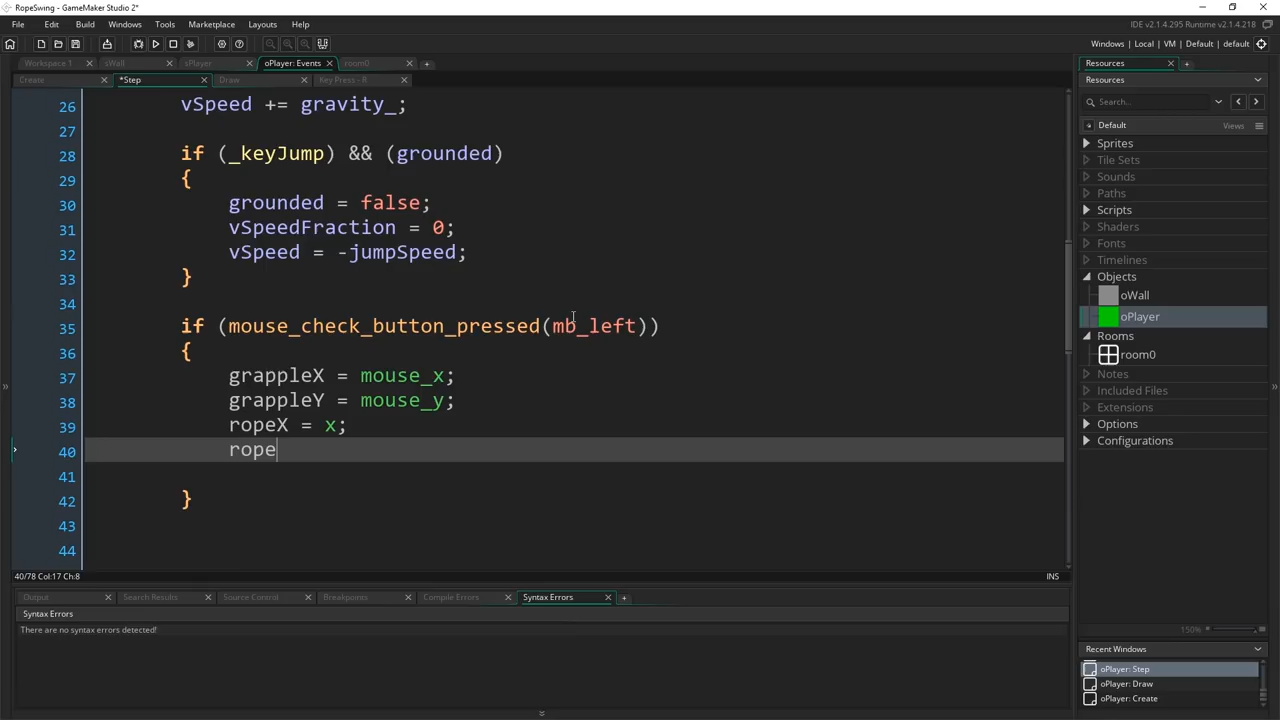 RopeSwing - GameMaker Studio 2*
File Edit Build Windows Tools Marketplace Layouts Help
IDE v2.1.4.295 Runtime v2.1.4.218
Windows | Local | VM | Default | default
Workspace 1 sWall sPlayer oPlayer: Events room0
Create *Step Draw Key Press - R
26 vSpeed += gravity_;
27
28 if (_keyJump) && (grounded)
29 {
30 grounded = false;
31 vSpeedFraction = 0;
32 vSpeed = -jumpSpeed;
33 }
34
35 if (mouse_check_button_pressed(mb_left))
36 {
37 grappleX = mouse_x;
38 grappleY = mouse_y;
39 ropeX = x;
40 rope
41
42 }
43
44
40/78 Col:17 Ch:8 INS
Output Search Results Source Control Breakpoints Compile Errors Syntax Errors
Syntax Errors
There are no syntax errors detected!
Resources
Resources
Search...
Default Views
Sprites
Tile Sets
Sounds
Paths
Scripts
Shaders
Fonts
Timelines
Objects
oWall
oPlayer
Rooms
room0
Notes
Included Files
Extensions
Options
Configurations
150%
Recent Windows
oPlayer: Step
oPlayer: Draw
oPlayer: Create